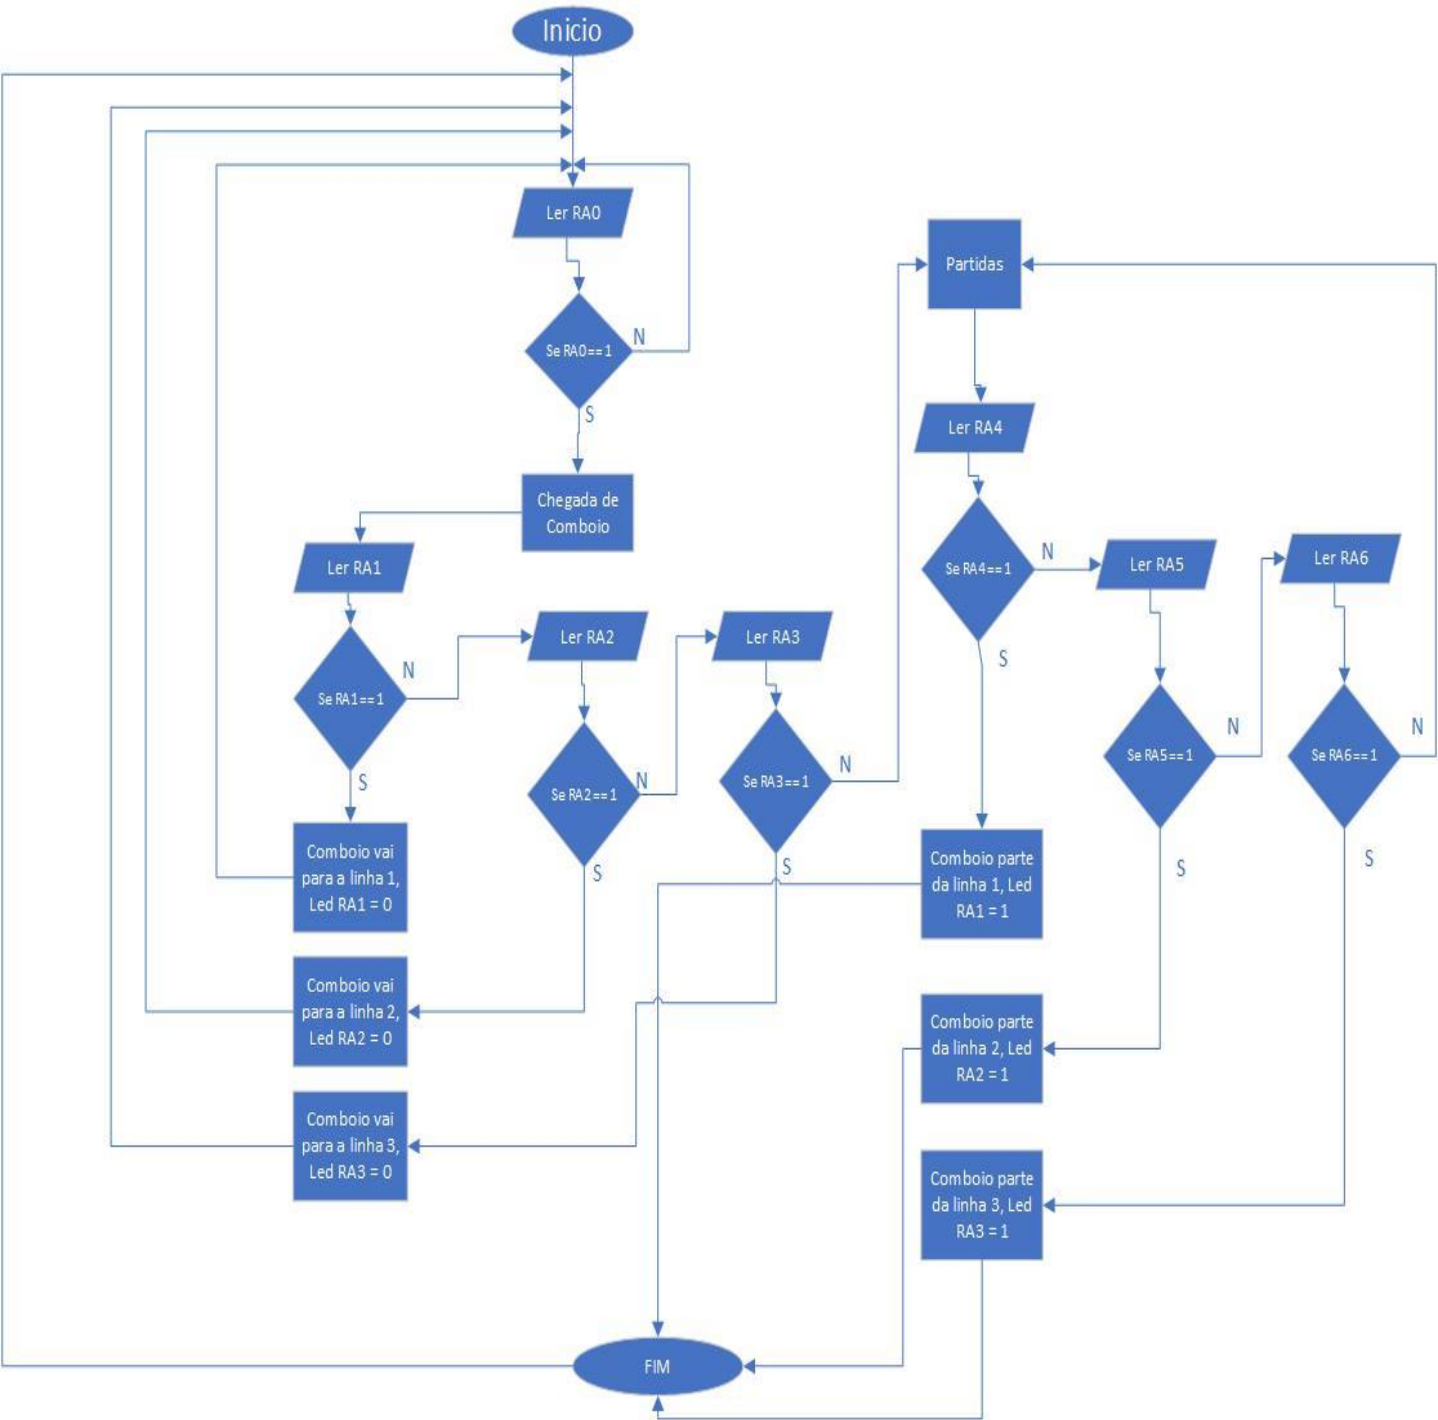 Inicio
Ler RA0
Se RA0==1
N
S
Chegada de
Comboio
Ler RA1
Se RA1==1
N
S
Ler RA2
Se RA2==1
N
S
Ler RA3
Se RA3==1
N
S
Comboio vai
para a linha 1,
Led RA1 = 0
Comboio vai
para a linha 2,
Led RA2 = 0
Comboio vai
para a linha 3,
Led RA3 = 0
Partidas
Ler RA4
Se RA4==1
N
S
Ler RA5
Se RA5==1
N
S
Ler RA6
Se RA6==1
N
S
Comboio parte
da linha 1, Led
RA1 = 1
Comboio parte
da linha 2, Led
RA2 = 1
Comboio parte
da linha 3, Led
RA3 = 1
FIM